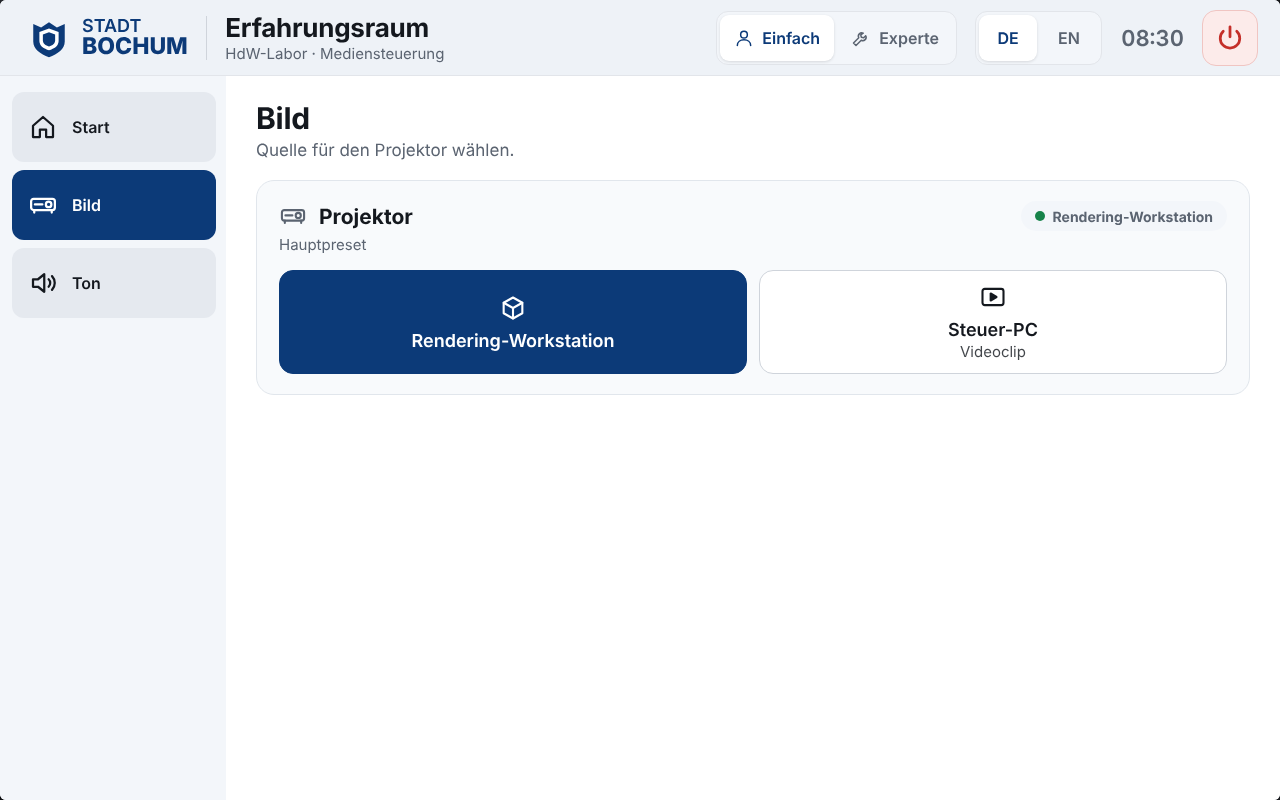 STADT
BOCHUM
Erfahrungsraum
HdW-Labor · Mediensteuerung
Einfach
Experte
DE
EN
08:30
Start
Bild
Ton
Bild
Quelle für den Projektor wählen.
Projektor
Rendering-Workstation
Hauptpreset
Rendering-Workstation
Steuer-PC
Videoclip